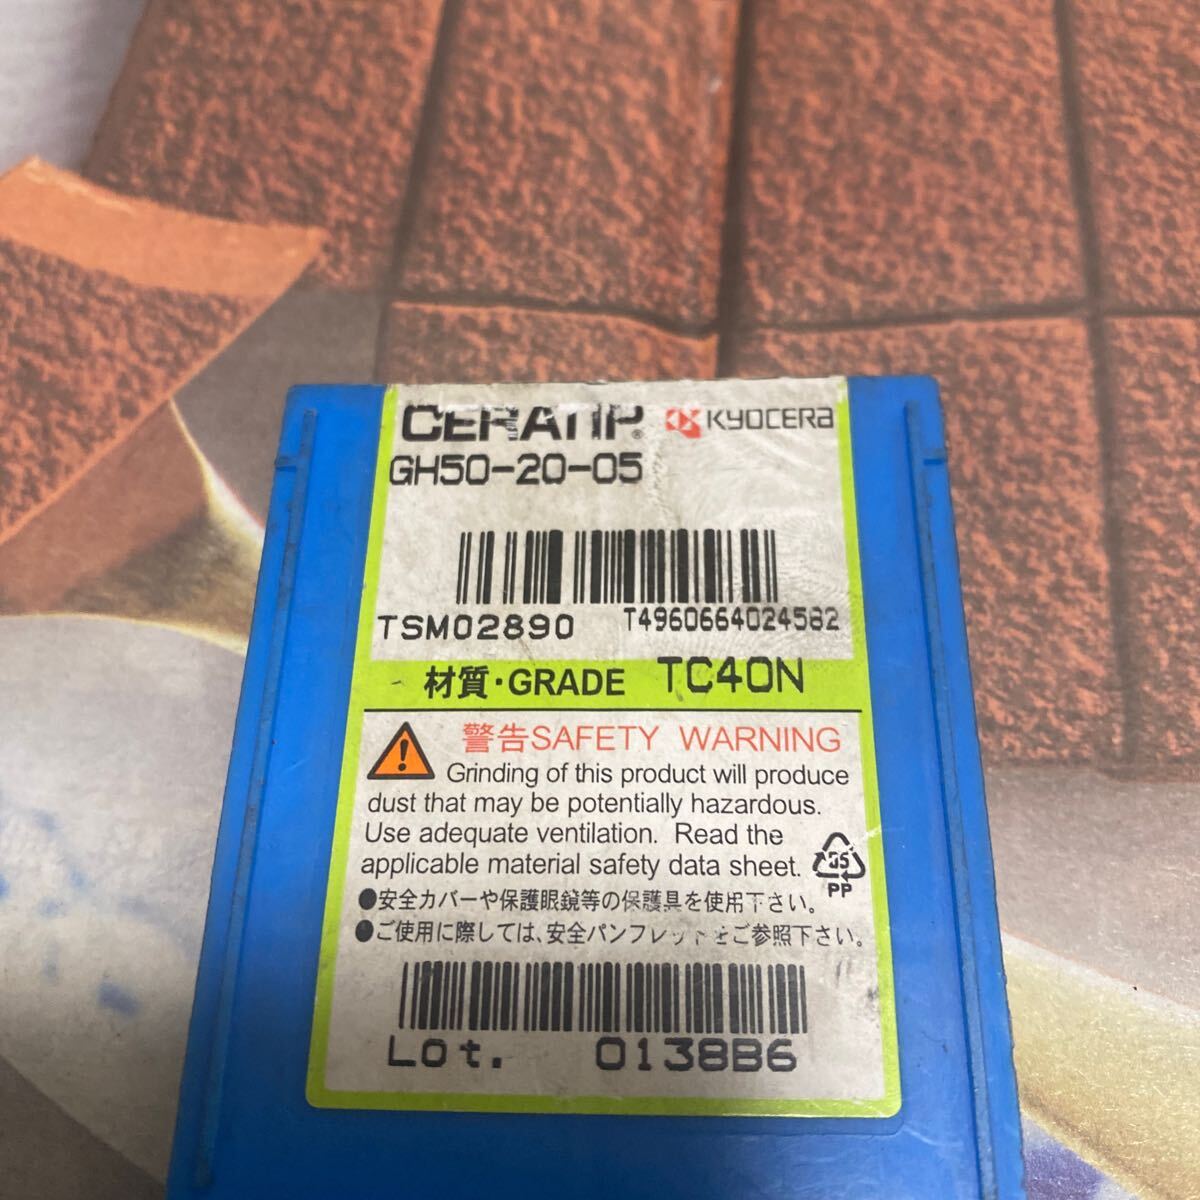 CERATIP® KYOCERA
GH50-20-05
TSM02890 T4960664024582
材質・GRADE TC40N
警告SAFETY WARNING
Grinding of this product will produce
dust that may be potentially hazardous.
Use adequate ventilation. Read the
applicable material safety data sheet.
05
PP
●安全カバーや保護眼鏡等の保護具を使用下さい。
●ご使用に際しては、安全パンフレットをご参照下さい。
Lot. 0138B6